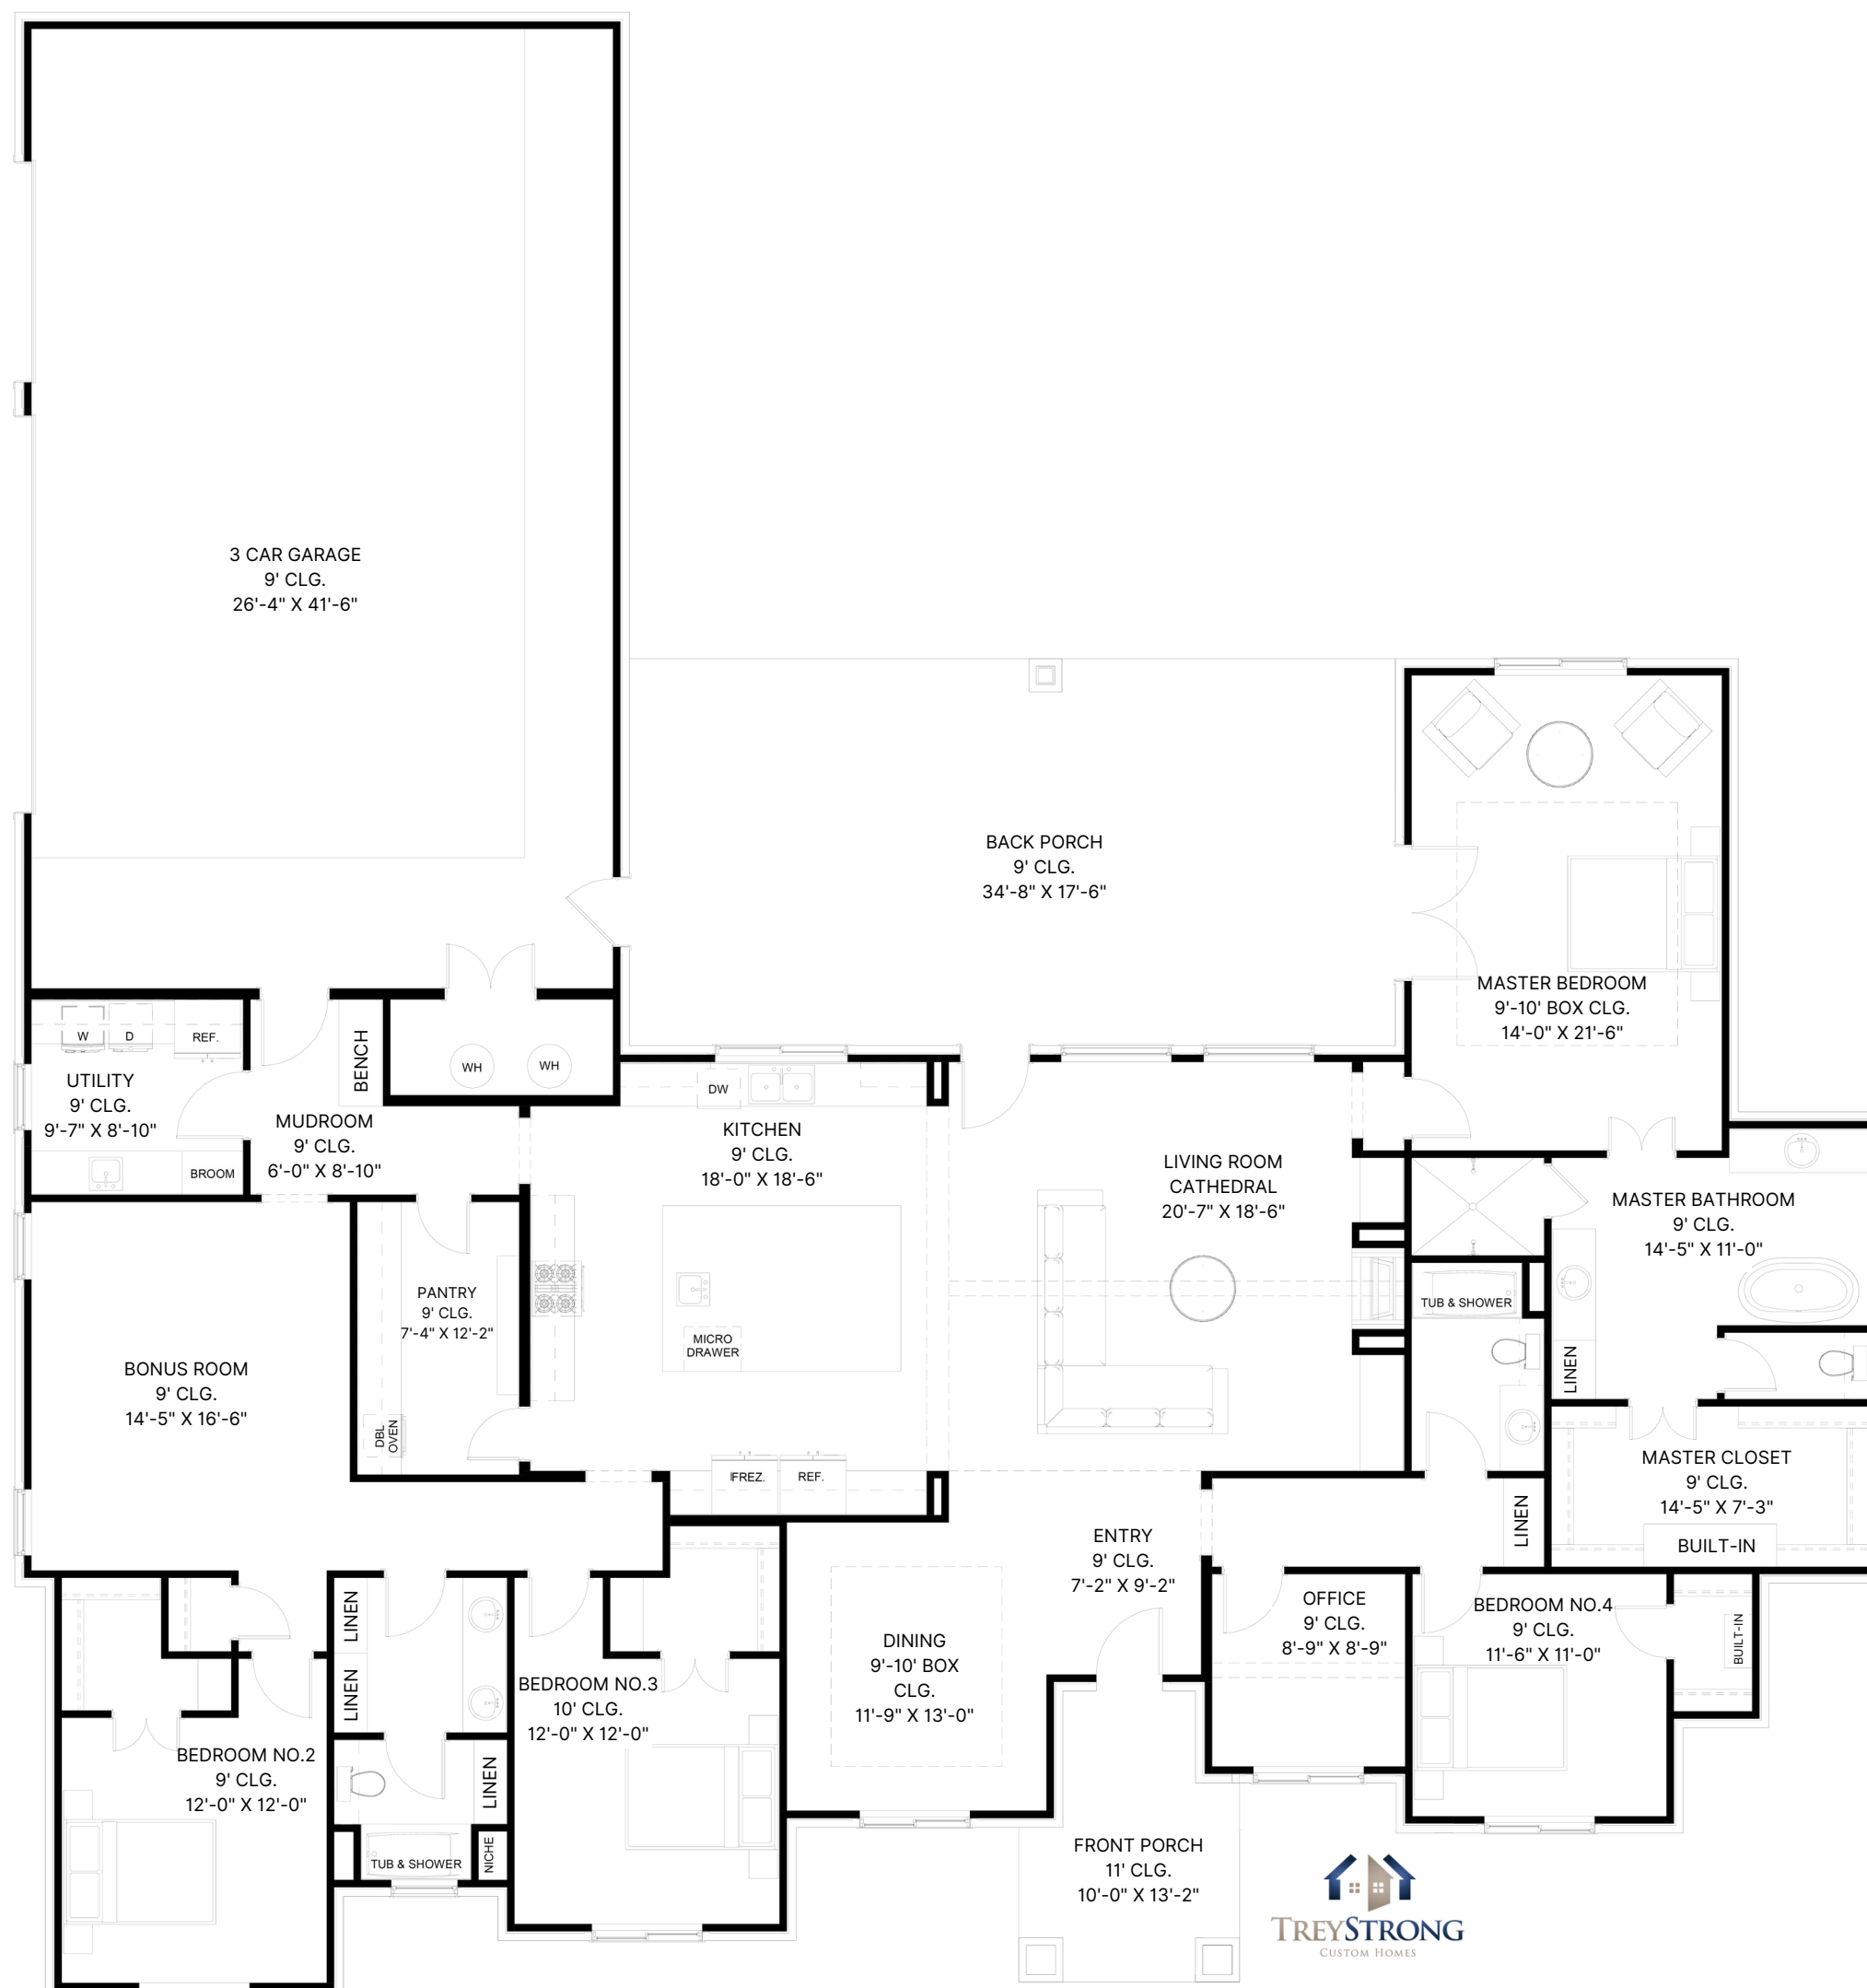 3 CAR GARAGE
9' CLG.
26'-4" X 41'-6"
BACK PORCH
9' CLG.
34'-8" X 17'-6"
MASTER BEDROOM
9'-10' BOX CLG.
14'-0" X 21'-6"
W
D
REF.
UTILITY
9' CLG.
9'-7" X 8'-10"
BROOM
BENCH
MUDROOM
9' CLG.
6'-0" X 8'-10"
WH
WH
DW
KITCHEN
9' CLG.
18'-0" X 18'-6"
MICRO
DRAWER
FREZ.
REF.
LIVING ROOM
CATHEDRAL
20'-7" X 18'-6"
MASTER BATHROOM
9' CLG.
14'-5" X 11'-0"
TUB & SHOWER
LINEN
PANTRY
9' CLG.
7'-4" X 12'-2"
DBL
OVEN
BONUS ROOM
9' CLG.
14'-5" X 16'-6"
MASTER CLOSET
9' CLG.
14'-5" X 7'-3"
BUILT-IN
LINEN
ENTRY
9' CLG.
7'-2" X 9'-2"
OFFICE
9' CLG.
8'-9" X 8'-9"
BEDROOM NO.4
9' CLG.
11'-6" X 11'-0"
BUILT-IN
DINING
9'-10' BOX
CLG.
11'-9" X 13'-0"
LINEN
LINEN
BEDROOM NO.3
10' CLG.
12'-0" X 12'-0"
BEDROOM NO.2
9' CLG.
12'-0" X 12'-0"
LINEN
TUB & SHOWER
NICHE
FRONT PORCH
11' CLG.
10'-0" X 13'-2"
TREYSTRONG
CUSTOM HOMES